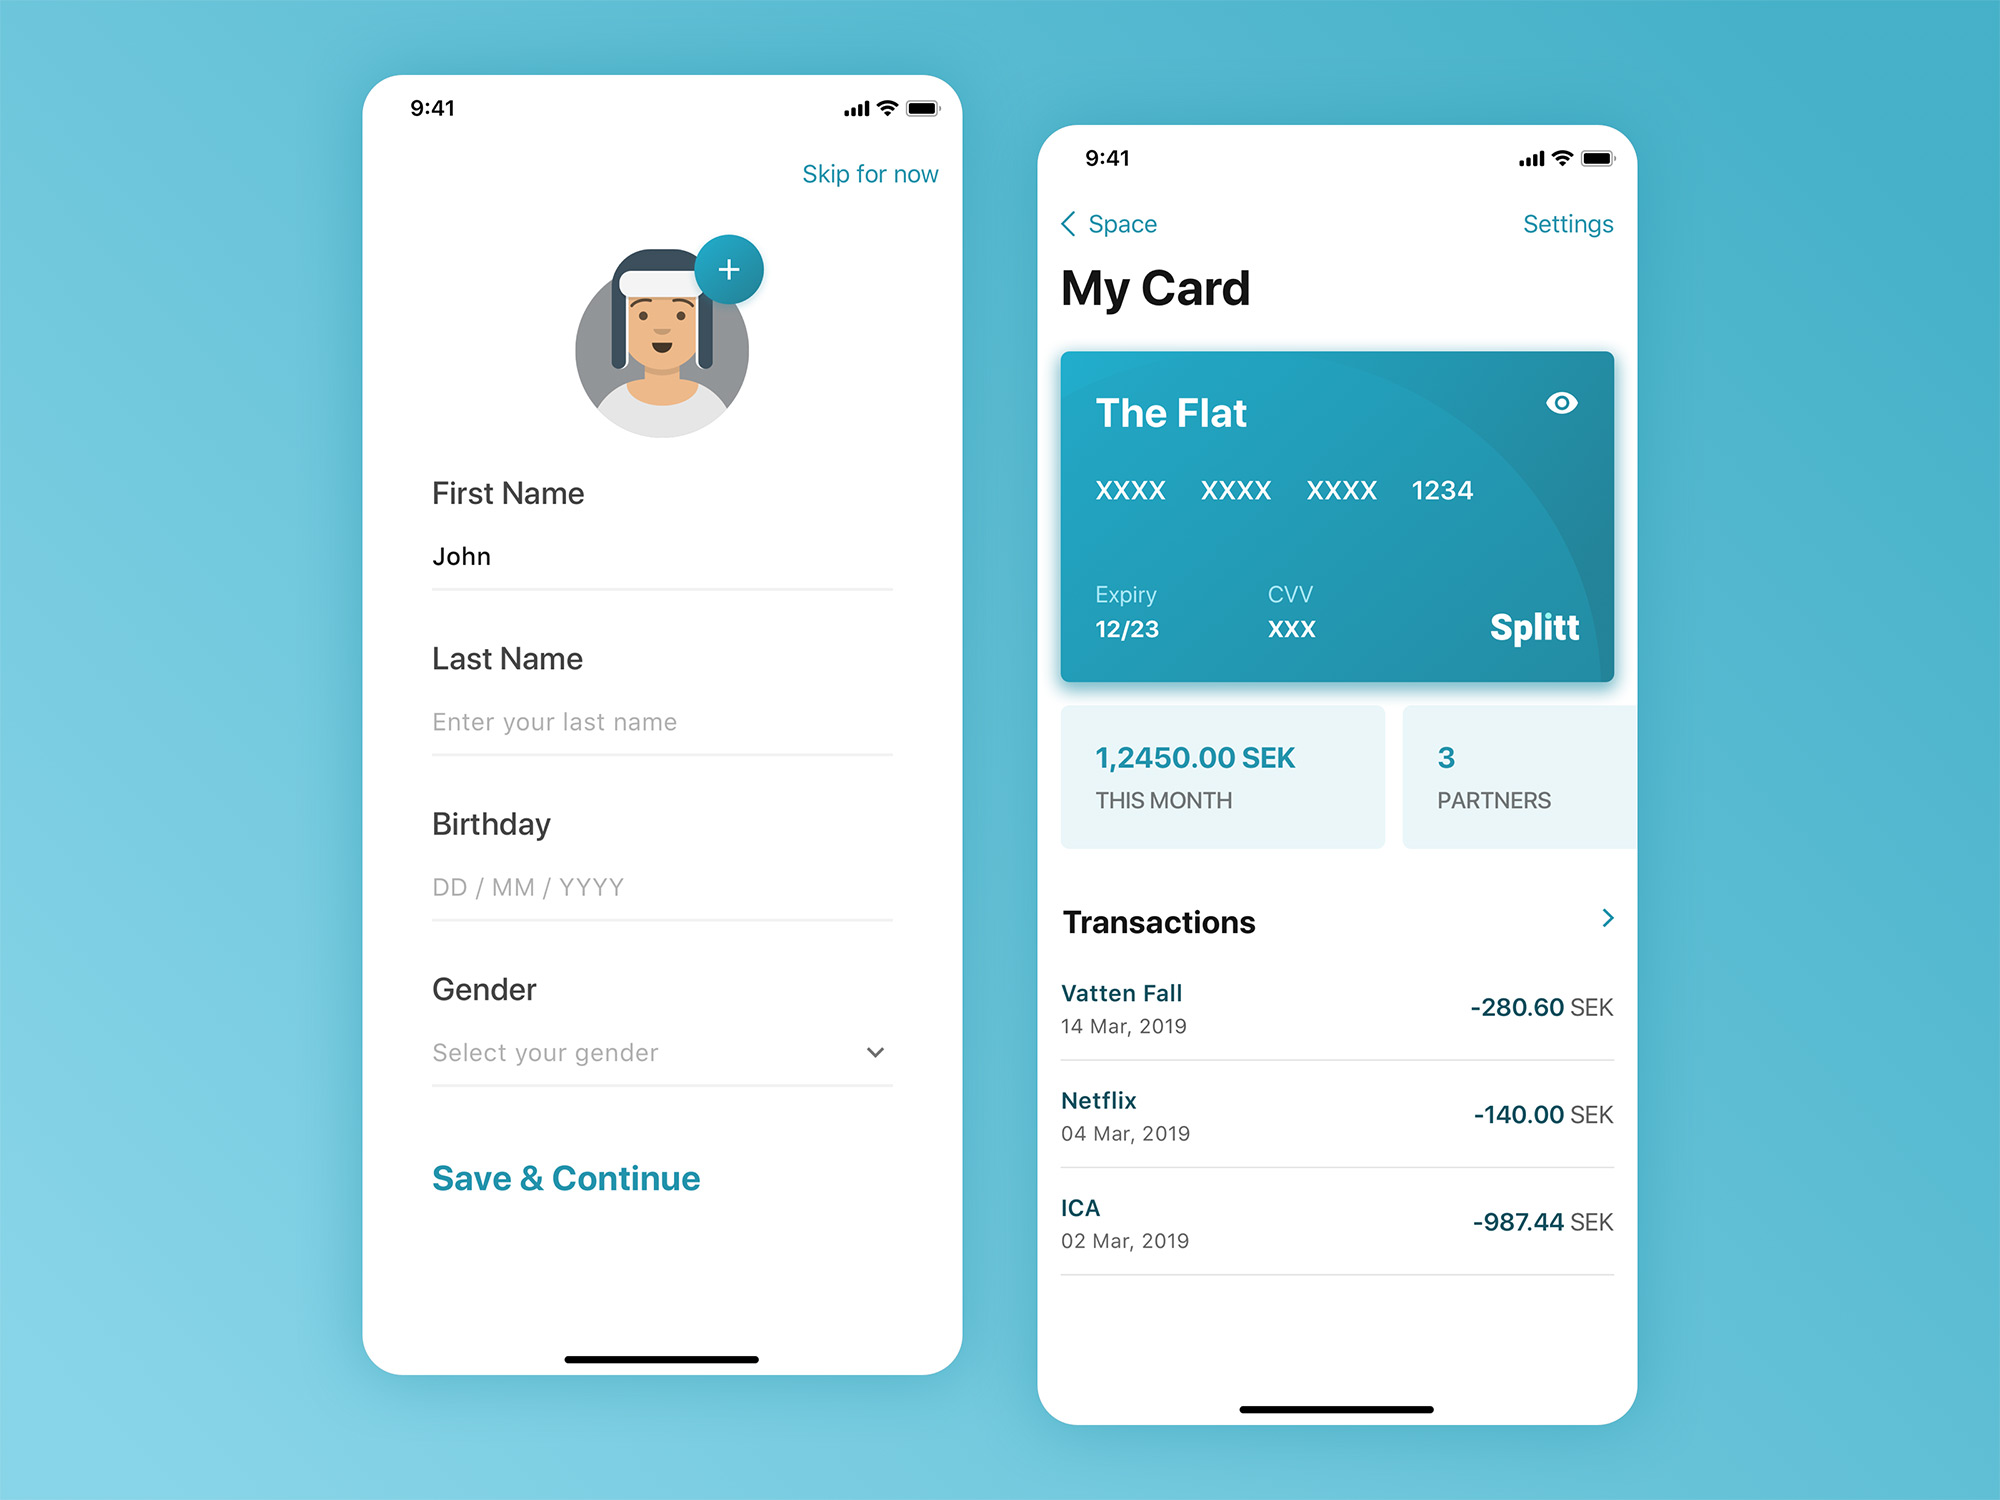 9:41
Skip for now
First Name
John
Last Name
Enter your last name
Birthday
DD / MM / YYYY
Gender
Select your gender
Save & Continue
9:41
Space
Settings
My Card
The Flat
XXXX XXXX XXXX 1234
Expiry
CVV
12/23
XXX
Splitt
1,2450.00 SEK
THIS MONTH
3
PARTNERS
Transactions
Vatten Fall
14 Mar, 2019
-280.60 SEK
Netflix
04 Mar, 2019
-140.00 SEK
ICA
02 Mar, 2019
-987.44 SEK